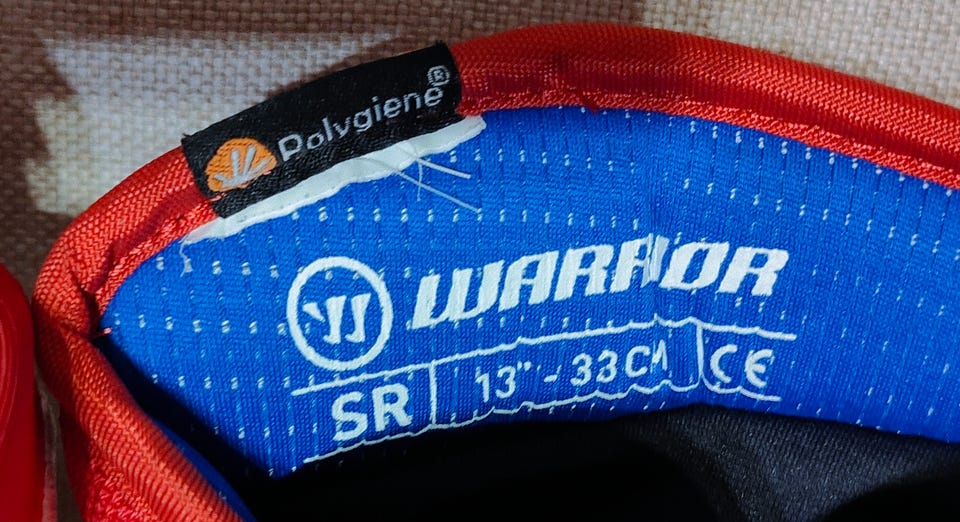 Polygiene®
WARRIOR
SR 13" - 33CM CE